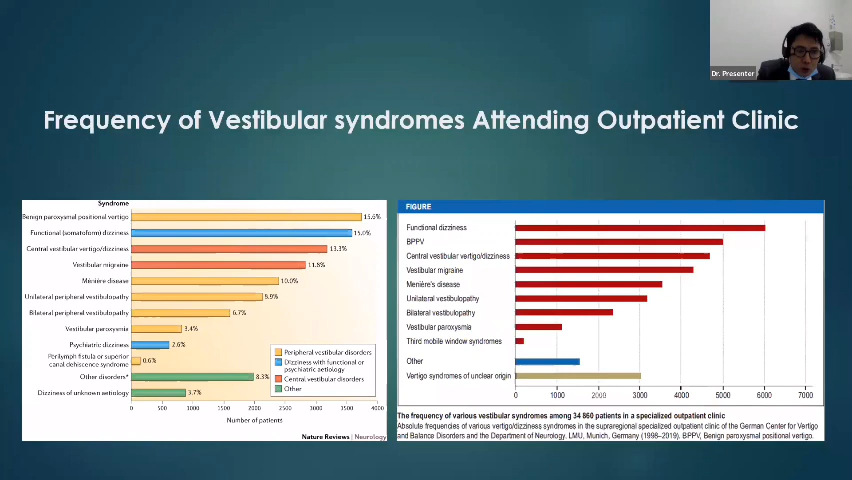 Dr. Presenter
Frequency of Vestibular syndromes Attending Outpatient Clinic
Syndrome
Benign paroxysmal positional vertigo
15.6%
Functional (somatoform) dizziness
15.0%
Central vestibular vertigo/dizziness
13.3%
Vestibular migraine
11.8%
Ménière disease
10.0%
Unilateral peripheral vestibulopathy
8.9%
Bilateral peripheral vestibulopathy
6.7%
Vestibular paroxysmia
3.4%
Psychiatric dizziness
2.6%
Perilymph fistula or superior
canal dehiscence syndrome
0.6%
Other disorders*
8.3%
Dizziness of unknown aetiology
3.7%
Peripheral vestibular disorders
Dizziness with functional or
psychiatric aetiology
Central vestibular disorders
Other
0 500 1000 1500 2000 2500 3000 3500 4000
Number of patients
Nature Reviews | Neurology
FIGURE
Functional dizziness
BPPV
Central vestibular vertigo/dizziness
Vestibular migraine
Menière's disease
Unilateral vestibulopathy
Bilateral vestibulopathy
Vestibular paroxysmia
Third mobile window syndromes
Other
Vertigo syndromes of unclear origin
0 1000 2000 3000 4000 5000 6000 7000
The frequency of various vestibular syndromes among 34 860 patients in a specialized outpatient clinic
Absolute frequencies of various vertigo/dizziness syndromes in the supraregional specialized outpatient clinic of the German Center for Vertigo
and Balance Disorders and the Department of Neurology, LMU, Munich, Germany (1998–2019). BPPV, Benign paroxysmal positional vertigo.